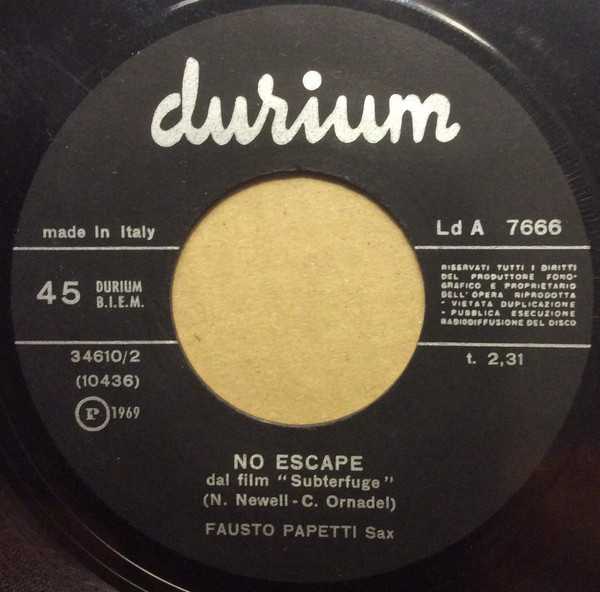 durium
made in Italy
Ld A 7666
45 DURIUM
B.I.E.M.
RISERVATI TUTTI I DIRITTI
DEL PRODUTTORE FONO-
GRAFICO E PROPRIETARIO
DELL'OPERA RIPRODOTTA
- VIETATA DUPLICAZIONE
- PUBBLICA ESECUZIONE
RADIODIFFUSIONE DEL DISCO
34610/2
(10436)
Ⓟ 1969
t. 2,31
NO ESCAPE
dal film "Subterfuge"
(N. Newell - C. Ornadel)
FAUSTO PAPETTI Sax